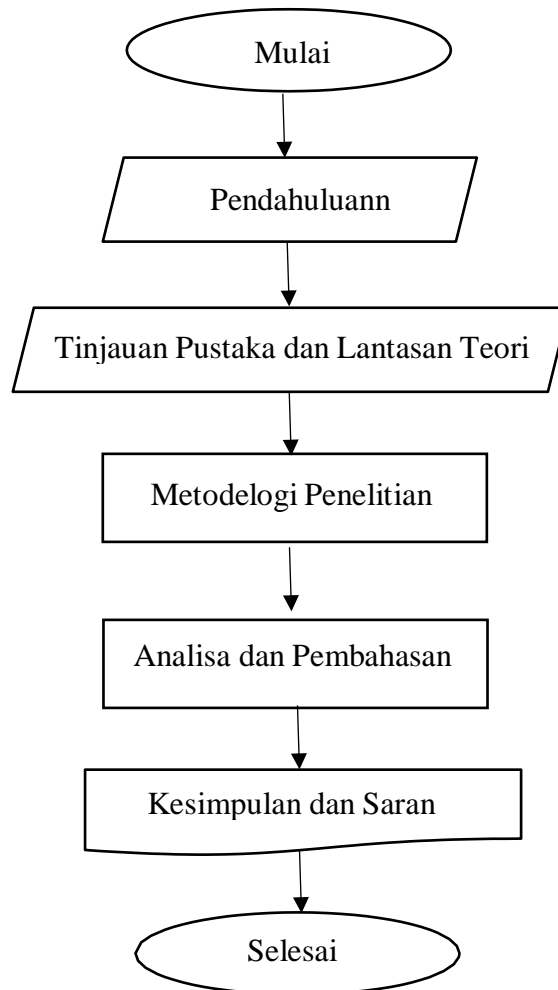 Mulai
Pendahuluann
Tinjauan Pustaka dan Lantasan Teori
Metodelogi Penelitian
Analisa dan Pembahasan
Kesimpulan dan Saran
Selesai